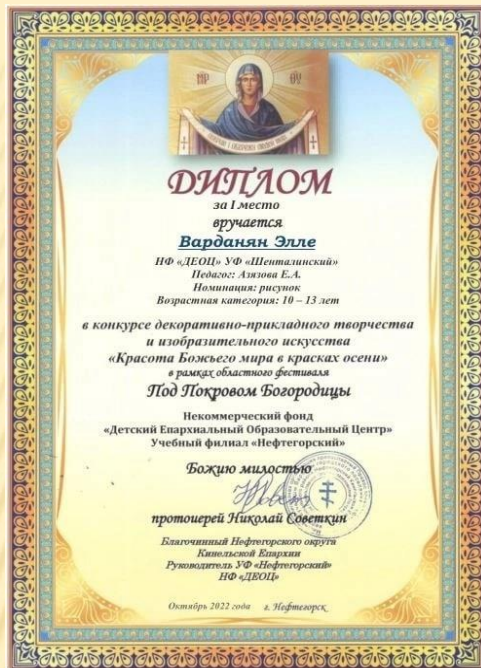 МР ӨУ
ДИПЛОМ
за I место
вручается
Варданян Элле
НФ «ДЕОЦ» УФ «Шенталинский»
Педагог: Азязова Е.А.
Номинация: рисунок
Возрастная категория: 10 – 13 лет
в конкурсе декоративно-прикладного творчества
и изобразительного искусства
«Красота Божьего мира в красках осени»
в рамках областного фестиваля
Под Покровом Богородицы
Некоммерческий фонд
«Детский Епархиальный Образовательный Центр»
Учебный филиал «Нефтегорский»
Божию милостью
протоиерей Николай Советкин
Благочинный Нефтегорского округа
Кинельской Епархии
Руководитель УФ «Нефтегорский»
НФ «ДЕОЦ»
Октябрь 2022 года г. Нефтегорск